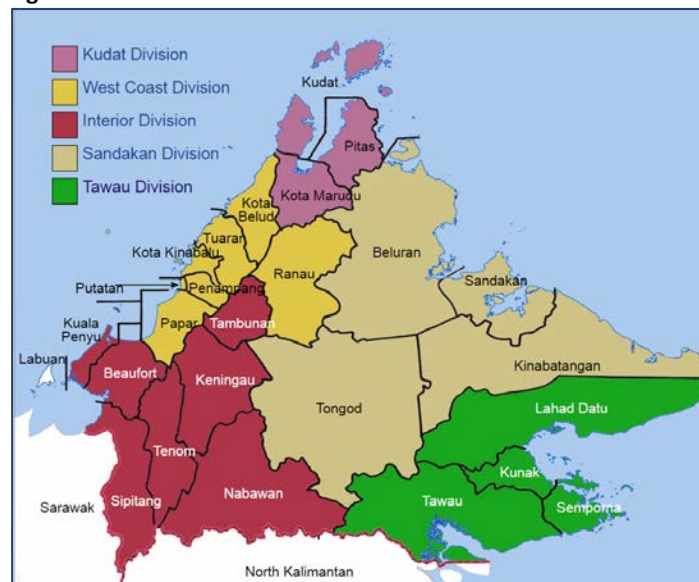 Kudat Division
West Coast Division
Interior Division
Sandakan Division
Tawau Division
Kudat
Pitas
Kota Marudu
Kota
Belud
Tuaran
Kota Kinabalu
Ranau
Beluran
Sandakan
Putatan
Penampang
Kuala
Penyu
Papar
Tambunan
Labuan
Beaufort
Keningau
Kinabatangan
Tongod
Lahad Datu
Tenom
Kunak
Sarawak
Sipitang
Nabawan
Tawau
Semporna
North Kalimantan